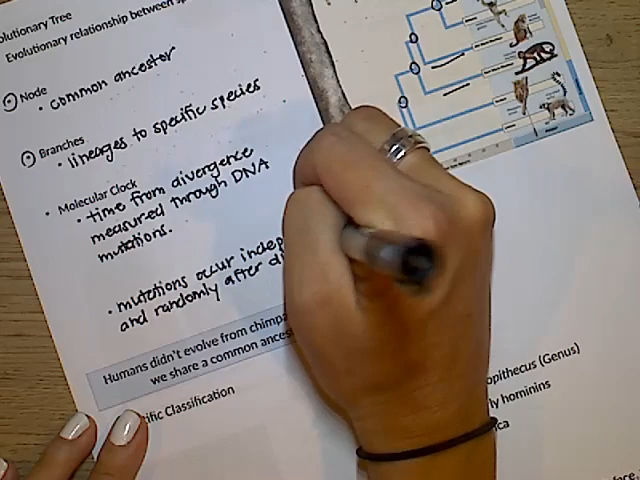 olutionary Tree
Evolutionary relationship between
Node
• common ancestor
Branches
• lineages to specific species
• Molecular Clock
• time from divergence
measured through DNA
mutations.
• mutations occur indep
and randomly after di
Humans didn't evolve from chimpa
we share a common ances
ific Classification
opithecus (Genus)
ly hominins
ica